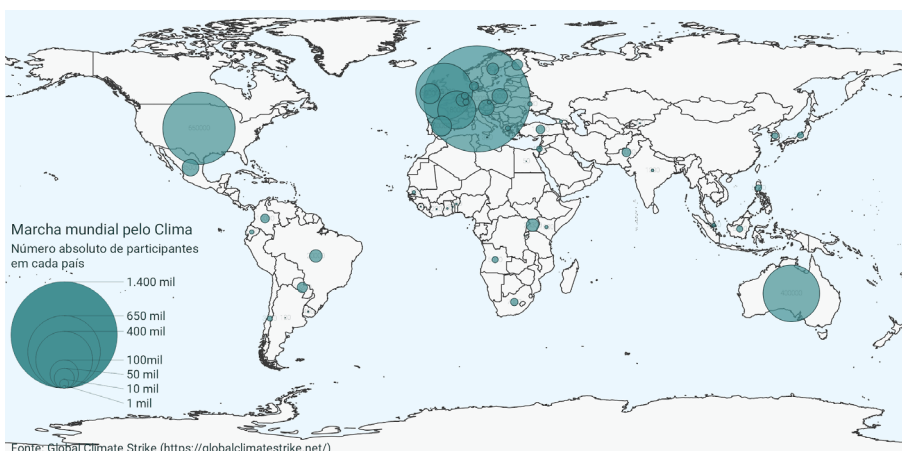 Marcha mundial pelo Clima
Número absoluto de participantes
em cada país
1.400 mil
650 mil
400 mil
100mil
50 mil
10 mil
1 mil
Fonte: Global Climate Strike (https://globalclimatestrike.net/)